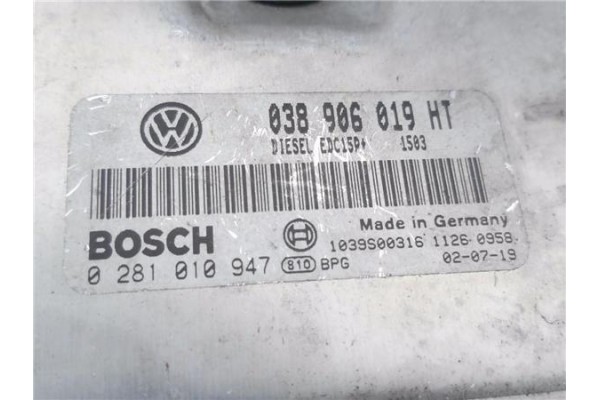 038 906 019 HT
DIESEL EDC15P+ 1503
BOSCH
Made in Germany
1039S00316 1126 0958
0 281 010 947 810 BPG
02-07-19